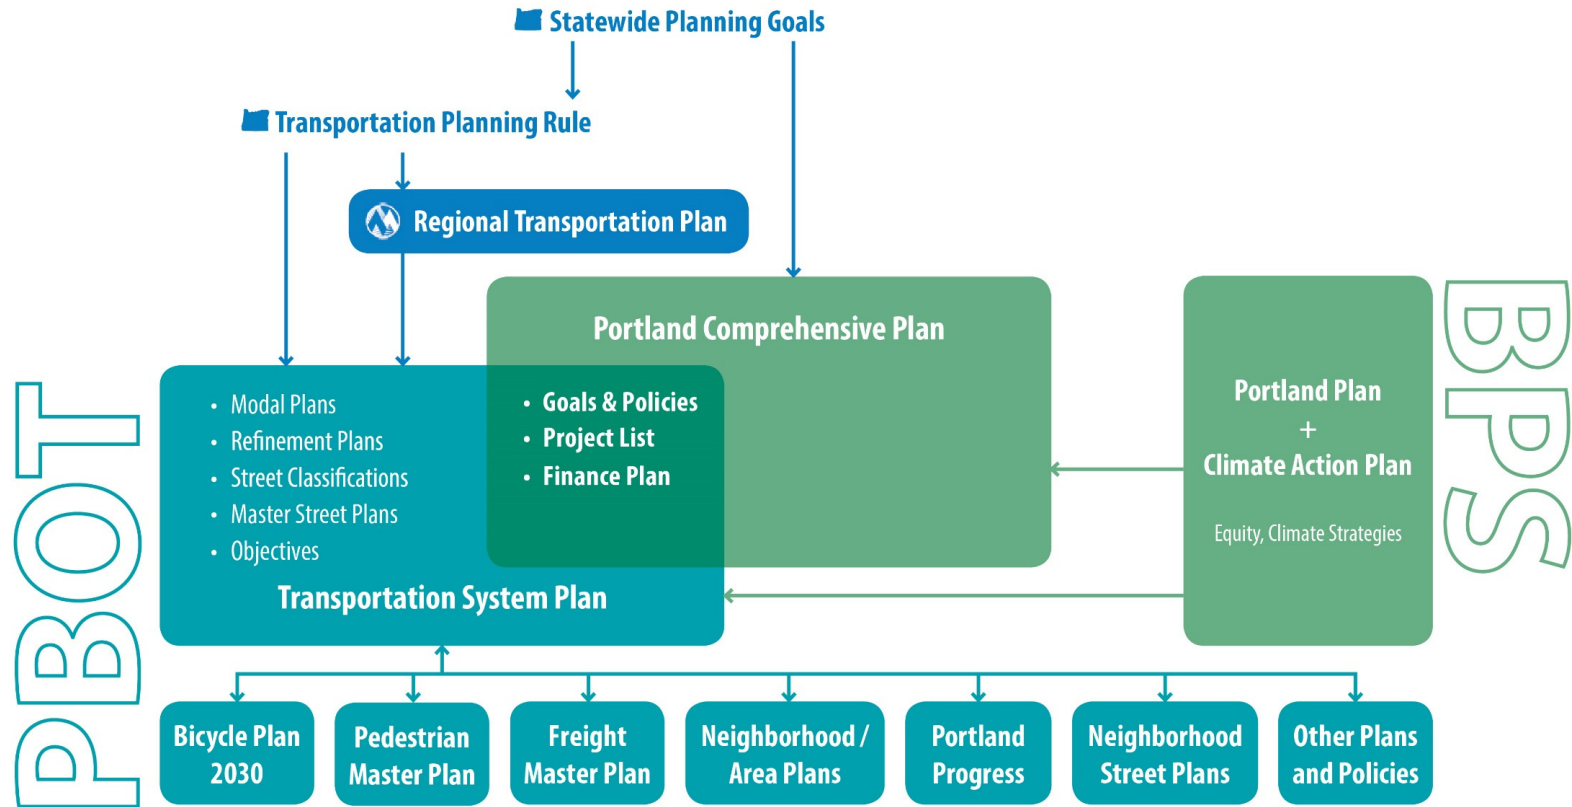 Statewide Planning Goals
Transportation Planning Rule
Regional Transportation Plan
Portland Comprehensive Plan
• Modal Plans
• Refinement Plans
• Street Classifications
• Master Street Plans
• Objectives
• Goals & Policies
• Project List
• Finance Plan
Transportation System Plan
Portland Plan
+
Climate Action Plan
Equity, Climate Strategies
PBOT
BPS
Bicycle Plan
2030
Pedestrian
Master Plan
Freight
Master Plan
Neighborhood /
Area Plans
Portland
Progress
Neighborhood
Street Plans
Other Plans
and Policies